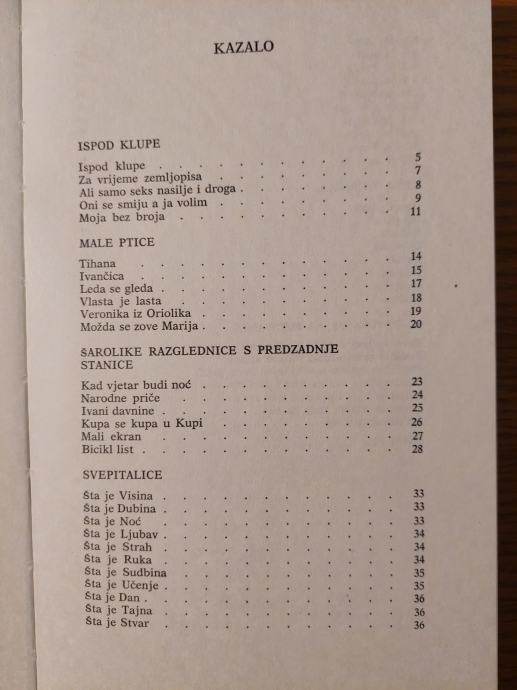 KAZALO
ISPOD KLUPE
Ispod klupe . . . . . . . . . . . 5
Za vrijeme zemljopisa . . . . . . . . . 7
Ali samo seks nasilje i droga . . . . . . . . 8
Oni se smiju a ja volim . . . . . . . . . 9
Moja bez broja . . . . . . . . . . 11
MALE PTICE
Tihana . . . . . . . . . . . 14
Ivančica . . . . . . . . . . . 15
Leda se gleda . . . . . . . . . . 17
Vlasta je lasta . . . . . . . . . . 18
Veronika iz Oriolika . . . . . . . . . 19
Možda se zove Marija . . . . . . . . . 20
ŠAROLIKE RAZGLEDNICE S PREDZADNJE
STANICE
Kad vjetar budi noć . . . . . . . . . 23
Narodne priče . . . . . . . . . . 24
Ivani davnine . . . . . . . . . . 25
Kupa se kupa u Kupi . . . . . . . . 26
Mali ekran . . . . . . . . . . 27
Bicikl list . . . . . . . . . . . 28
SVEPITALICE
Šta je Visina . . . . . . . . . . 33
Šta je Dubina . . . . . . . . . . 33
Šta je Noć . . . . . . . . . . 33
Šta je Ljubav . . . . . . . . . . 34
Šta je Strah . . . . . . . . . . 34
Šta je Ruka . . . . . . . . . . 34
Šta je Sudbina . . . . . . . . . 35
Šta je Učenje . . . . . . . . . . 35
Šta je Dan . . . . . . . . . . . 36
Šta je Tajna . . . . . . . . . . 36
Šta je Stvar . . . . . . . . . . 36